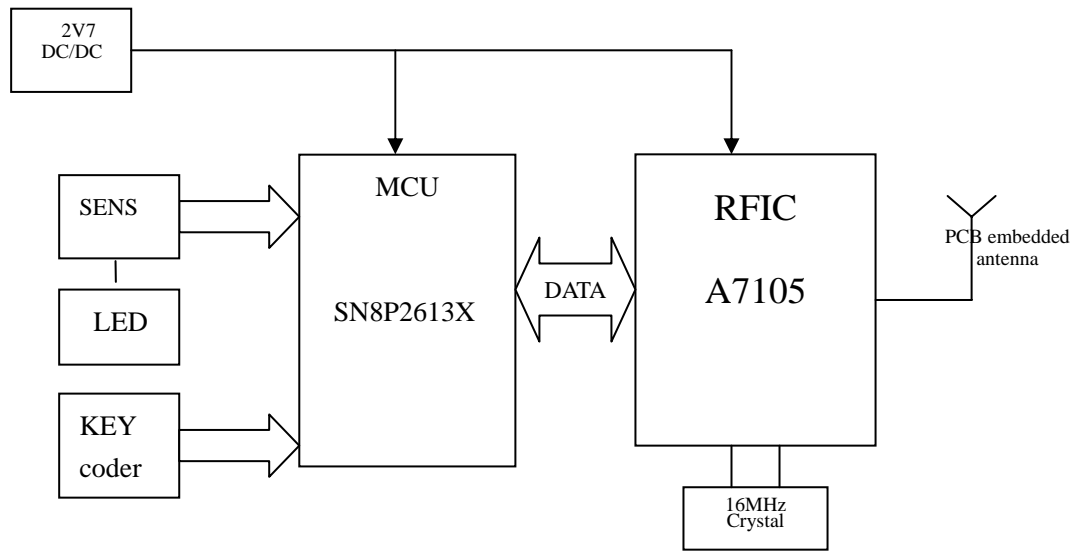 2V7
DC/DC
SENS
LED
KEY
coder
MCU
SN8P2613X
DATA
RFIC
A7105
PCB embedded
antenna
16MHz
Crystal